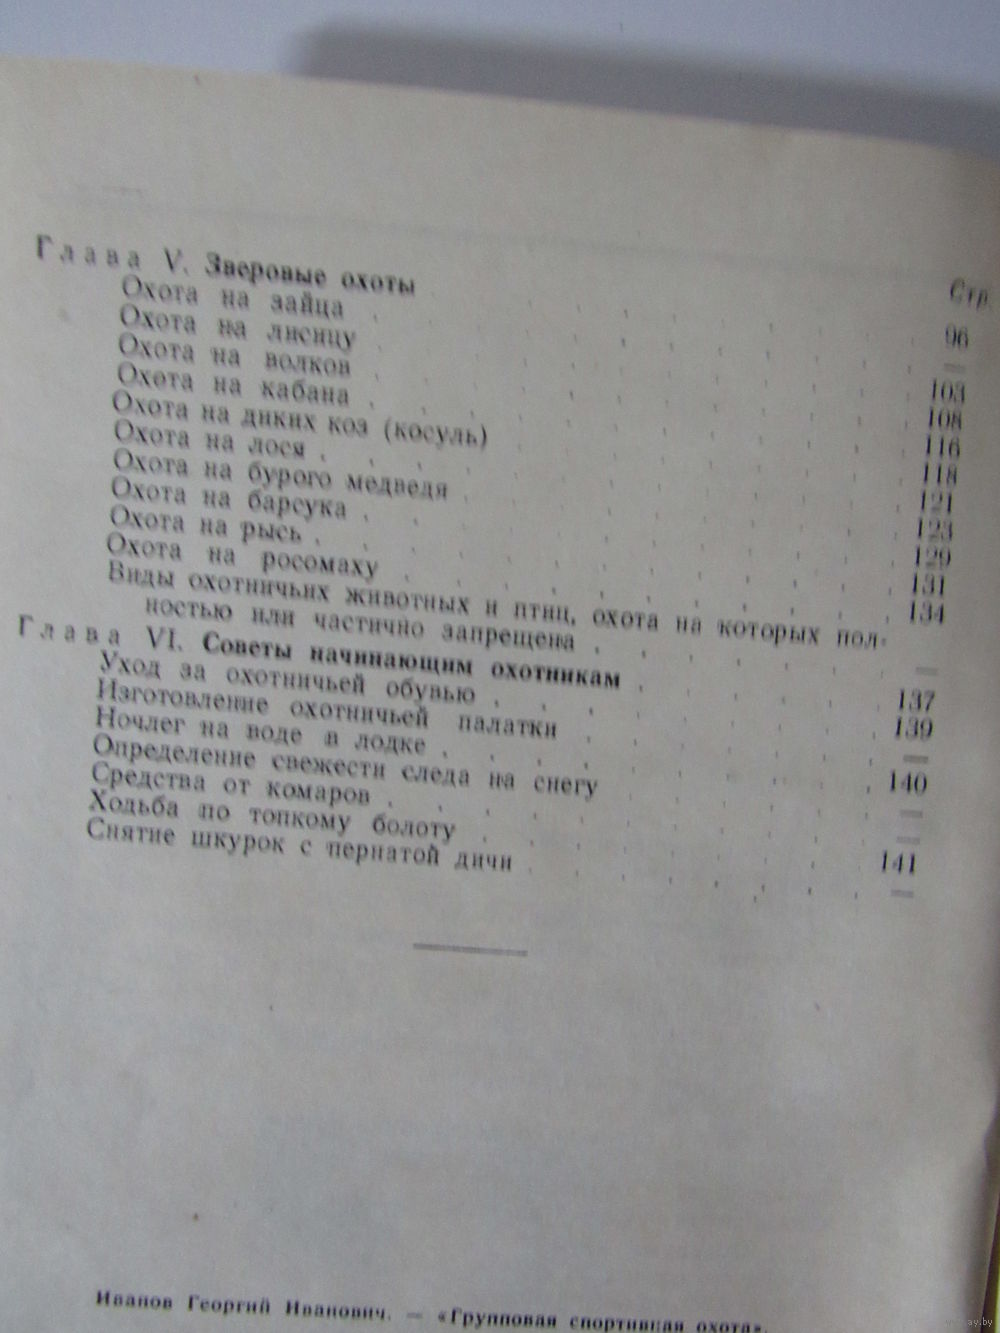 Стр.
Глава V. Зверовые охоты . . . . . . . 96
Охота на зайца . . . . . . . —
Охота на лисицу . . . . . . . 103
Охота на волков . . . . . . . 108
Охота на кабана . . . . . . . 116
Охота на диких коз (косуль) . . . . . 118
Охота на лося . . . . . . . 121
Охота на бурого медведя . . . . . . 123
Охота на барсука . . . . . . . 129
Охота на рысь . . . . . . . 131
Охота на росомаху . . . . . . . 134
Виды охотничьих животных и птиц, охота на которых пол-
ностью или частично запрещена . . . . —
Глава VI. Советы начинающим охотникам . . . . 137
Уход за охотничьей обувью . . . . . 139
Изготовление охотничьей палатки . . . . —
Ночлег на воде в лодке . . . . . . 140
Определение свежести следа на снегу . . . —
Средства от комаров . . . . . . —
Ходьба по топкому болоту . . . . . 141
Снятие шкурок с пернатой дичи . . . . . —
Иванов Георгий Иванович. — «Групповая спортивная охота».